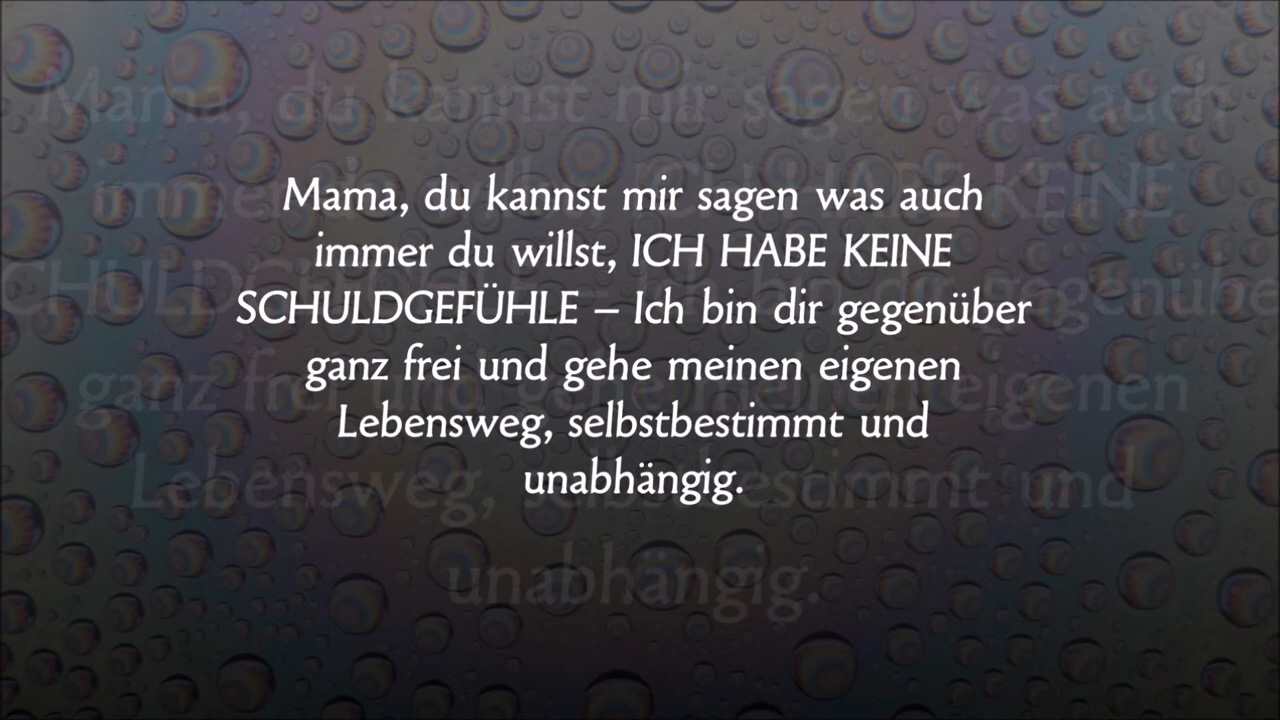 Mama, du kannst mir sagen was auch
immer du willst, ICH HABE KEINE
SCHULDGEFÜHLE – Ich bin dir gegenüber
ganz frei und gehe meinen eigenen
Lebensweg, selbstbestimmt und
unabhängig.